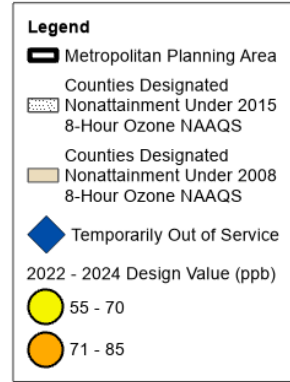 Legend
Metropolitan Planning Area
Counties Designated
Nonattainment Under 2015
8-Hour Ozone NAAQS
Counties Designated
Nonattainment Under 2008
8-Hour Ozone NAAQS
Temporarily Out of Service
2022 - 2024 Design Value (ppb)
55 - 70
71 - 85